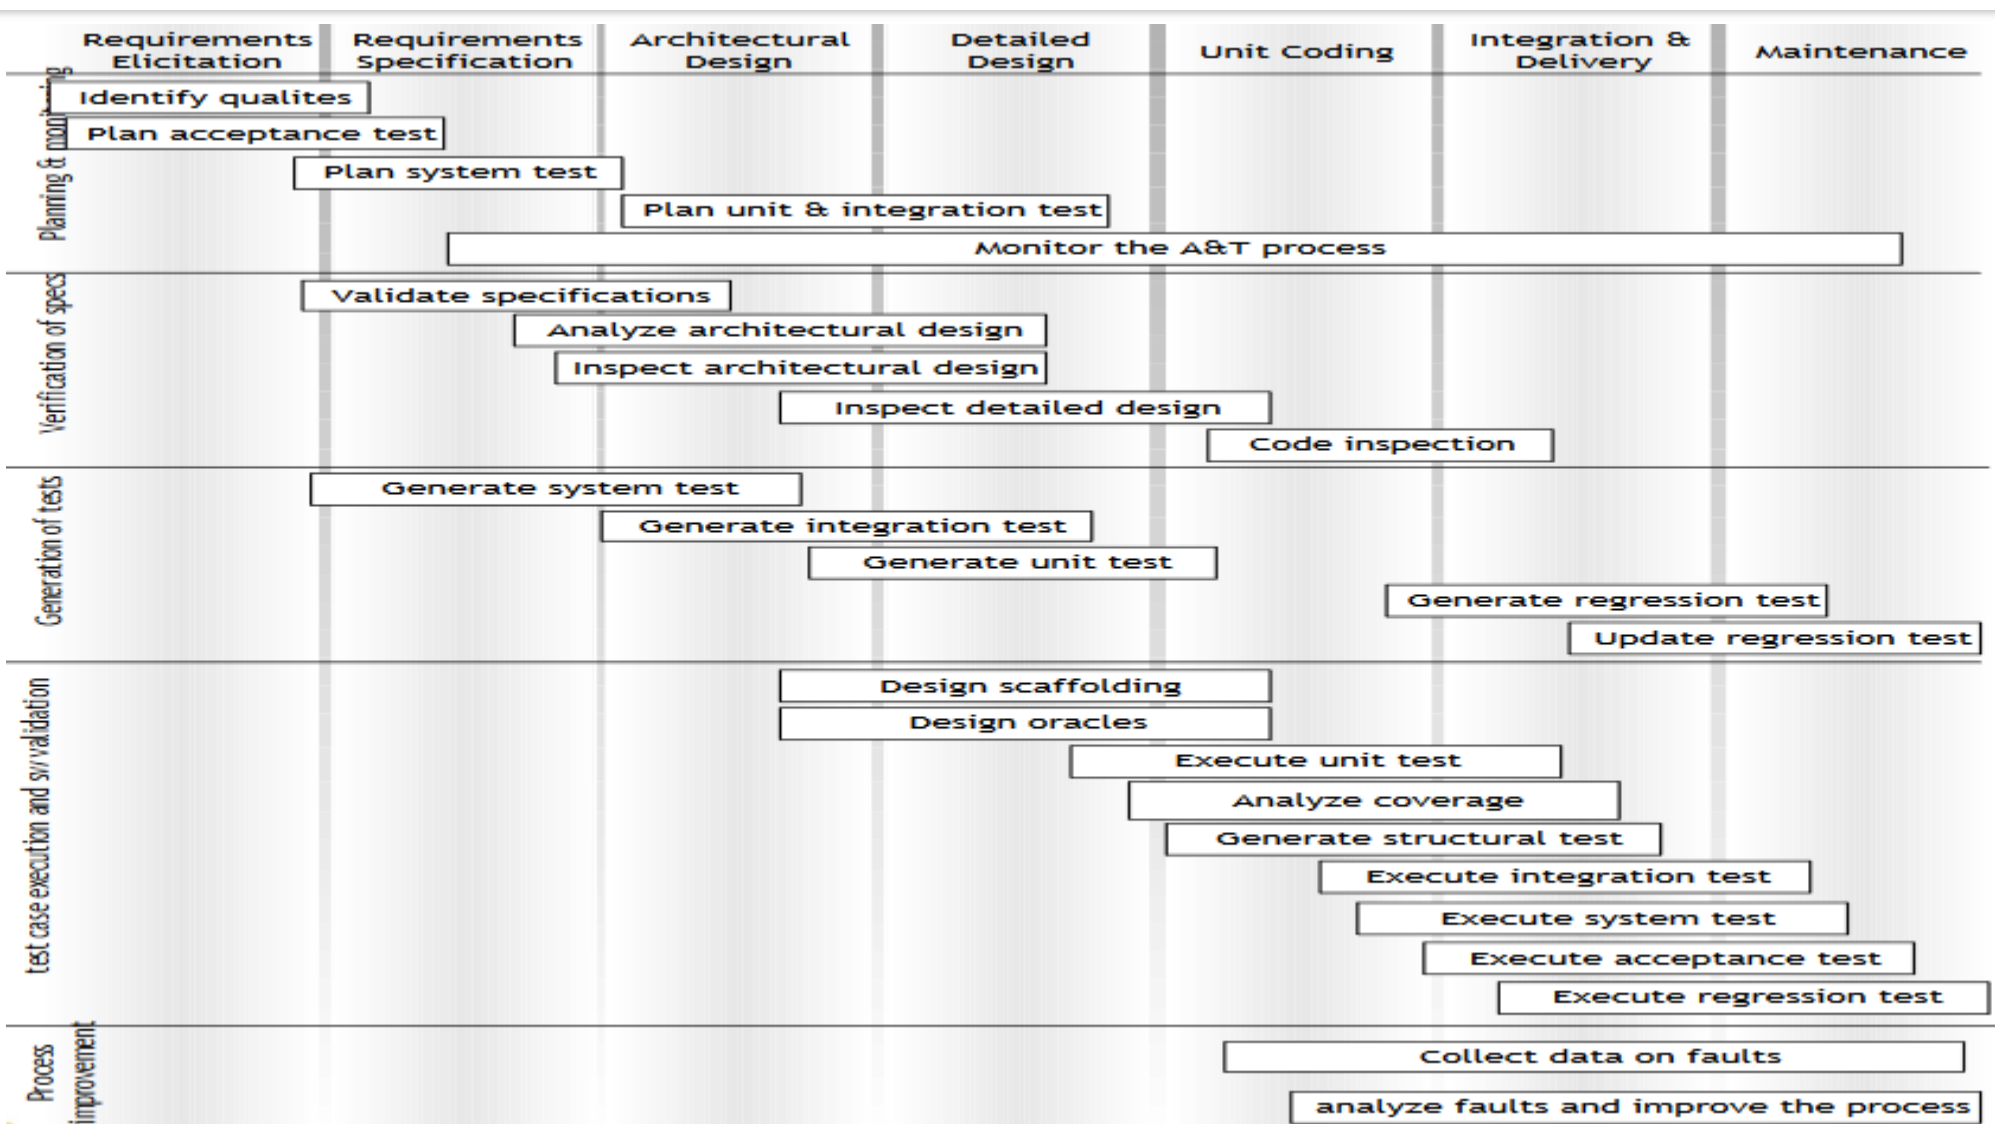 Requirements
Elicitation
Requirements
Specification
Architectural
Design
Detailed
Design
Unit Coding
Integration &
Delivery
Maintenance
Planning & monitoring
Identify qualites
Plan acceptance test
Plan system test
Plan unit & integration test
Monitor the A&T process
Verification of specs
Validate specifications
Analyze architectural design
Inspect architectural design
Inspect detailed design
Code inspection
Generation of tests
Generate system test
Generate integration test
Generate unit test
Generate regression test
Update regression test
test case execution and sw validation
Design scaffolding
Design oracles
Execute unit test
Analyze coverage
Generate structural test
Execute integration test
Execute system test
Execute acceptance test
Execute regression test
Process
improvement
Collect data on faults
analyze faults and improve the process